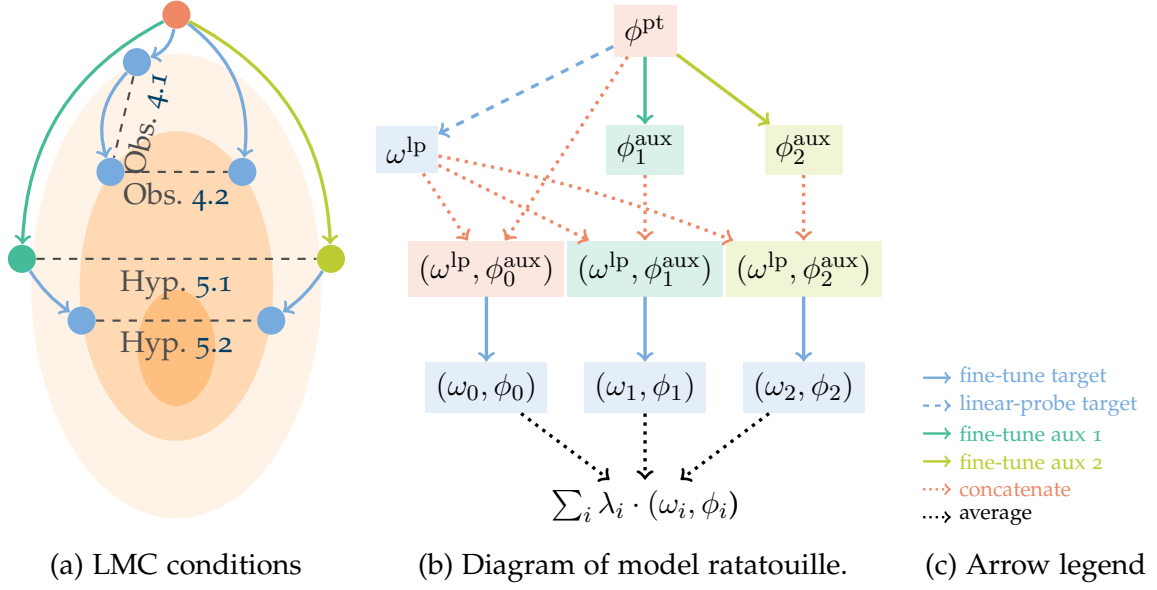 Obs. 4.1
Obs. 4.2
Hyp. 5.1
Hyp. 5.2
(a) LMC conditions
ϕ^pt
ω^lp
ϕ_1^aux
ϕ_2^aux
(ω^lp, ϕ_0^aux)
(ω^lp, ϕ_1^aux)
(ω^lp, ϕ_2^aux)
(ω_0, ϕ_0)
(ω_1, ϕ_1)
(ω_2, ϕ_2)
∑_i λ_i · (ω_i, ϕ_i)
(b) Diagram of model ratatouille.
fine-tune target
linear-probe target
fine-tune aux 1
fine-tune aux 2
concatenate
average
(c) Arrow legend